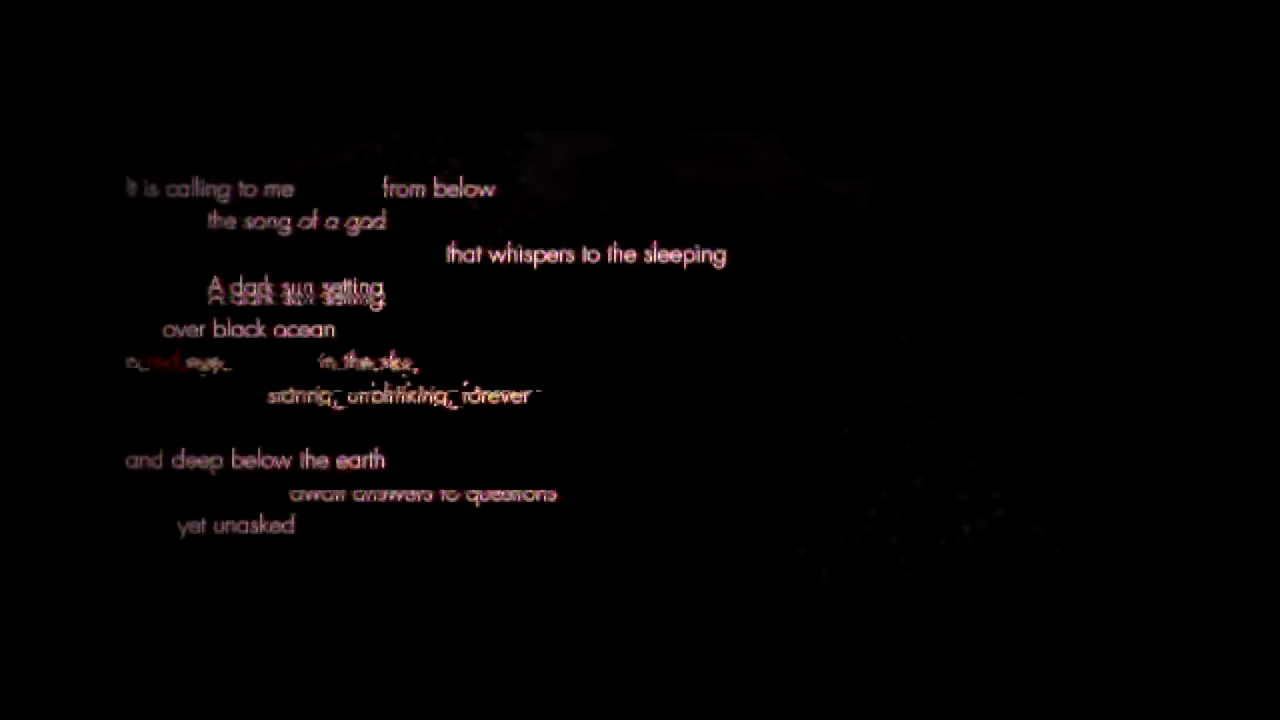 It is calling to me from below
the song of a god
that whispers to the sleeping
A dark sun setting
over black ocean
a red eye in the sky,
staring, unblinking, forever
and deep below the earth
await answers to questions
yet unasked